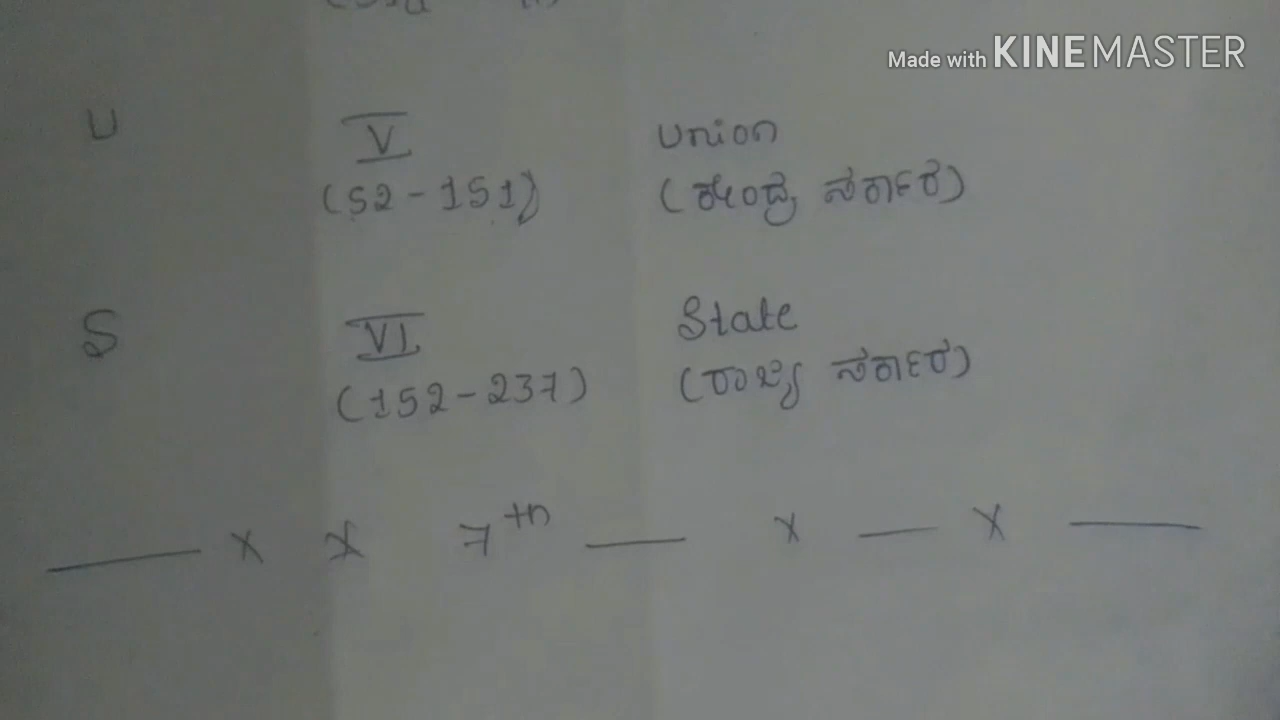 Made with KINEMASTER
U V Union
(52-151) (ಕೇಂದ್ರ ಸರ್ಕಾರ)
S VI State
(152-237) (ರಾಜ್ಯ ಸರ್ಕಾರ)
— x x 7th — x — x —